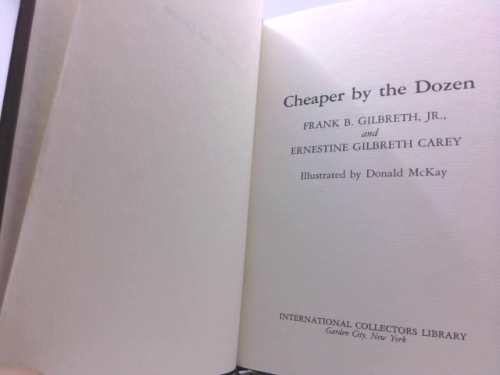 Cheaper by the Dozen
FRANK B. GILBRETH, JR.,
and
ERNESTINE GILBRETH CAREY
Illustrated by Donald McKay
INTERNATIONAL COLLECTORS LIBRARY
Garden City, New York